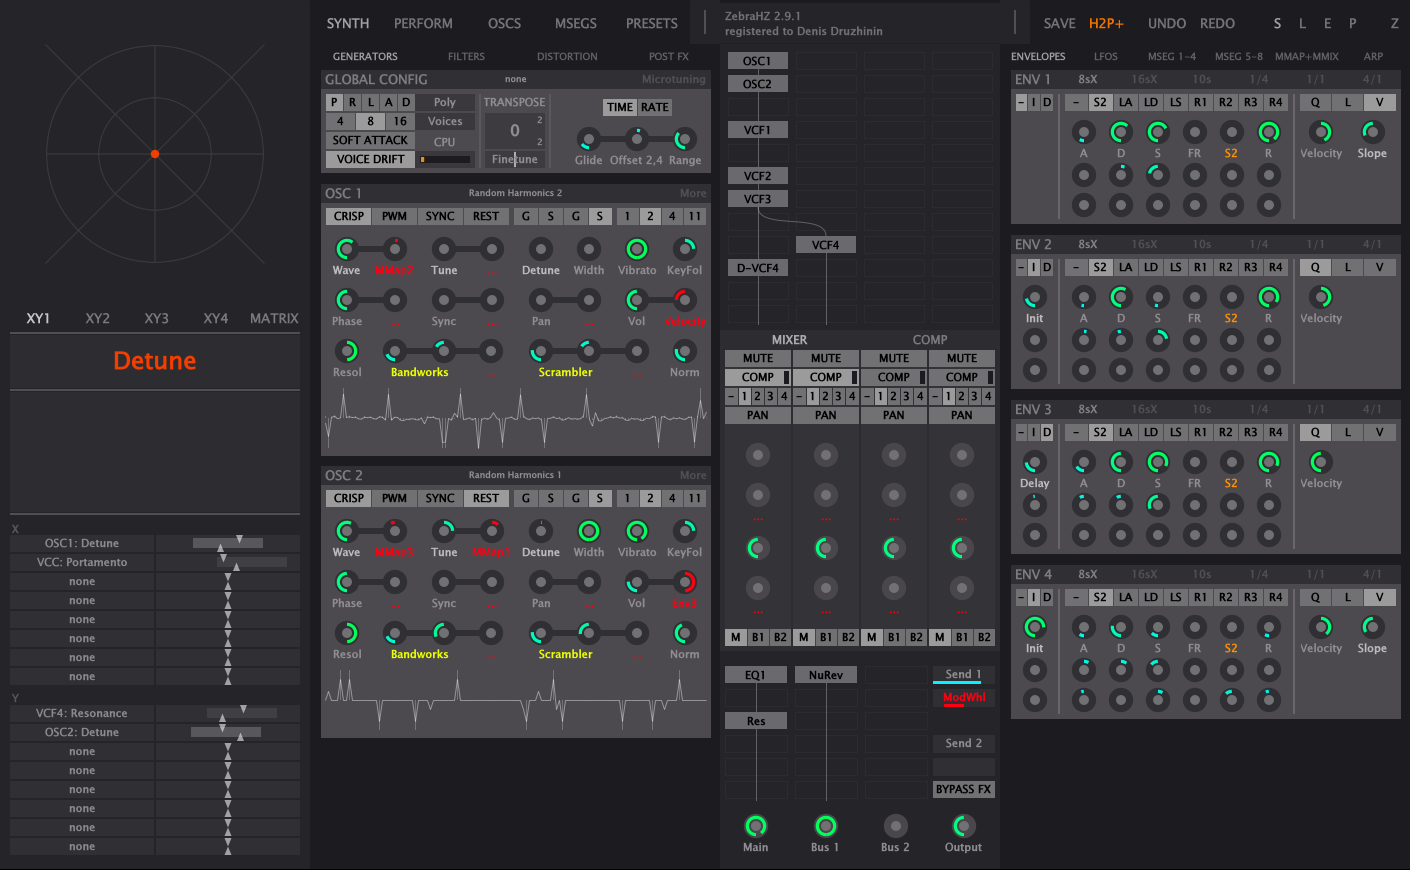 SYNTH PERFORM OSCS MSEGS PRESETS
ZebraHZ 2.9.1
registered to Denis Druzhinin
SAVE H2P+ UNDO REDO S L E P Z
GENERATORS FILTERS DISTORTION POST FX
GLOBAL CONFIG none Microtuning
P R L A D Poly
4 8 16 Voices
SOFT ATTACK CPU
VOICE DRIFT
TRANSPOSE
2
0
2
Finetune
TIME RATE
Glide Offset 2,4 Range
OSC 1 Random Harmonics 2 More
CRISP PWM SYNC REST G S G S 1 2 4 11
Wave MMap2 Tune ... Detune Width Vibrato KeyFol
Phase ... Sync ... Pan ... Vol Velocity
Resol Bandworks ... Scrambler ... Norm
OSC 2 Random Harmonics 1 More
CRISP PWM SYNC REST G S G S 1 2 4 11
Wave MMap3 Tune MMap1 Detune Width Vibrato KeyFol
Phase ... Sync ... Pan ... Vol Env3
Resol Bandworks ... Scrambler ... Norm
XY1 XY2 XY3 XY4 MATRIX
Detune
X
OSC1: Detune
VCC: Portamento
none
none
none
none
none
none
Y
VCF4: Resonance
OSC2: Detune
none
none
none
none
none
none
OSC1
OSC2
VCF1
VCF2
VCF3
VCF4
D-VCF4
MIXER COMP
MUTE MUTE MUTE MUTE
COMP COMP COMP COMP
- 1 2 3 4 - 1 2 3 4 - 1 2 3 4 - 1 2 3 4
PAN PAN PAN PAN
... ... ... ...
... ... ... ...
M B1 B2 M B1 B2 M B1 B2 M B1 B2
EQ1 NuRev Send 1
ModWhl
Res
Send 2
BYPASS FX
Main Bus 1 Bus 2 Output
ENVELOPES LFOS MSEG 1-4 MSEG 5-8 MMAP+MMIX ARP
ENV 1 8sX 16sX 10s 1/4 1/1 4/1
- I D - S2 LA LD LS R1 R2 R3 R4 Q L V
A D S FR S2 R Velocity Slope
ENV 2 8sX 16sX 10s 1/4 1/1 4/1
- I D - S2 LA LD LS R1 R2 R3 R4 Q L V
Init A D S FR S2 R Velocity
ENV 3 8sX 16sX 10s 1/4 1/1 4/1
- I D - S2 LA LD LS R1 R2 R3 R4 Q L V
Delay A D S FR S2 R Velocity
ENV 4 8sX 16sX 10s 1/4 1/1 4/1
- I D - S2 LA LD LS R1 R2 R3 R4 Q L V
Init A D S FR S2 R Velocity Slope